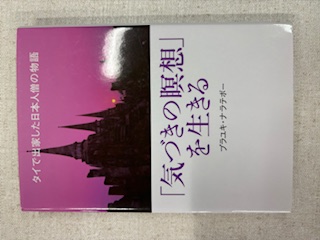 タイで出家した日本人僧の物語
「気づきの瞑想」
を生きる
プラユキ・ナラテボー